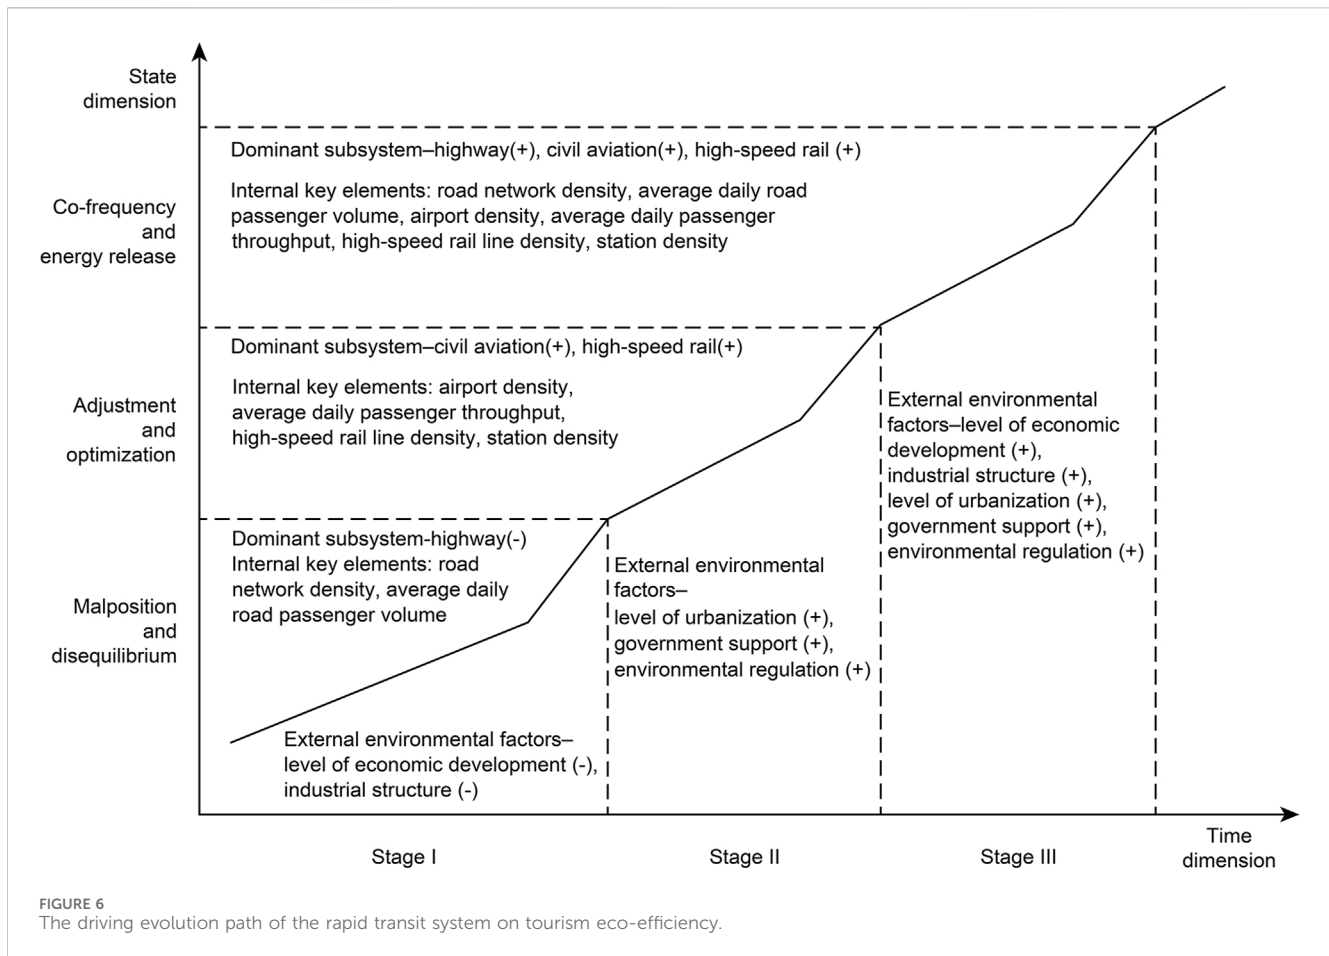 State
dimension
Dominant subsystem–highway(+), civil aviation(+), high-speed rail (+)
Internal key elements: road network density, average daily road
passenger volume, airport density, average daily passenger
throughput, high-speed rail line density, station density
Co-frequency
and
energy release
Dominant subsystem–civil aviation(+), high-speed rail(+)
Internal key elements: airport density,
average daily passenger throughput,
high-speed rail line density, station density
Adjustment
and
optimization
External environmental
factors–level of economic
development (+),
industrial structure (+),
level of urbanization (+),
government support (+),
environmental regulation (+)
Dominant subsystem-highway(-)
Internal key elements: road
network density, average daily
road passenger volume
Malposition
and
disequilibrium
External environmental
factors–
level of urbanization (+),
government support (+),
environmental regulation (+)
External environmental factors–
level of economic development (-),
industrial structure (-)
Stage I
Stage II
Stage III
Time
dimension
FIGURE 6
The driving evolution path of the rapid transit system on tourism eco-efficiency.